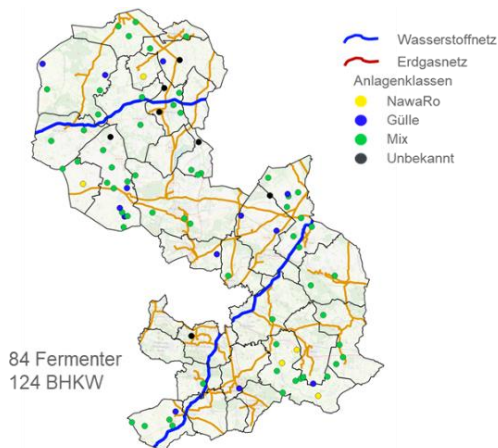 Wasserstoffnetz
Erdgasnetz
Anlagenklassen
NawaRo
Gülle
Mix
Unbekannt
84 Fermenter
124 BHKW